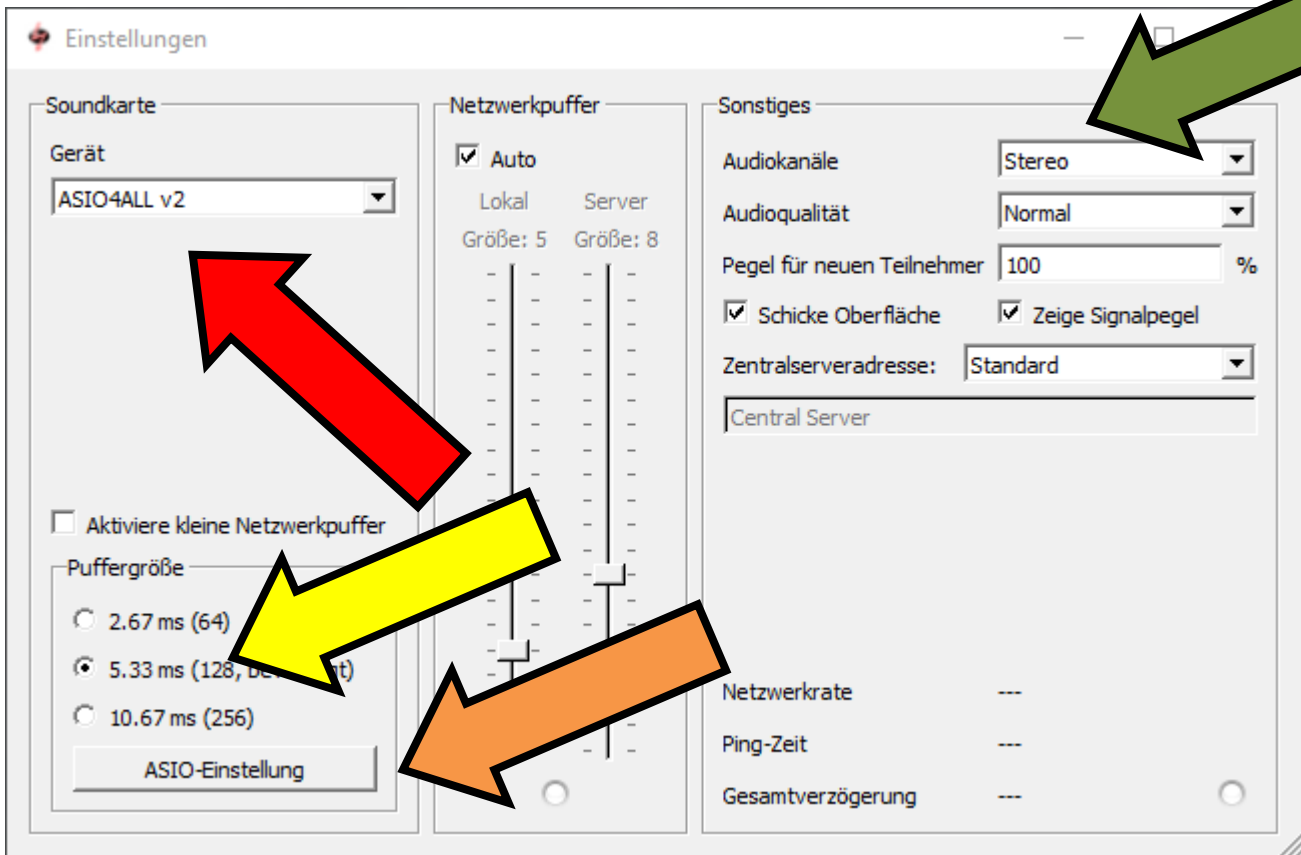 Einstellungen
Soundkarte
Gerät
ASIO4ALL v2
Aktiviere kleine Netzwerkpuffer
Puffergröße
2.67 ms (64)
5.33 ms (128,
10.67 ms (256)
ASIO-Einstellung
Netzwerkpuffer
Auto
Lokal Server
Größe: 5 Größe: 8
Sonstiges
Audiokanäle Stereo
Audioqualität Normal
Pegel für neuen Teilnehmer 100 %
Schicke Oberfläche Zeige Signalpegel
Zentralserveradresse: Standard
Central Server
Netzwerkrate ---
Ping-Zeit ---
Gesamtverzögerung ---